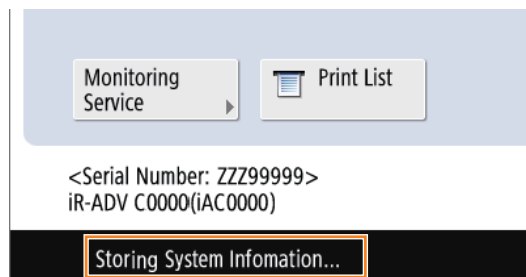 Monitoring
Service
Print List
<Serial Number: ZZZ99999>
iR-ADV C0000(iAC0000)
Storing System Infomation...